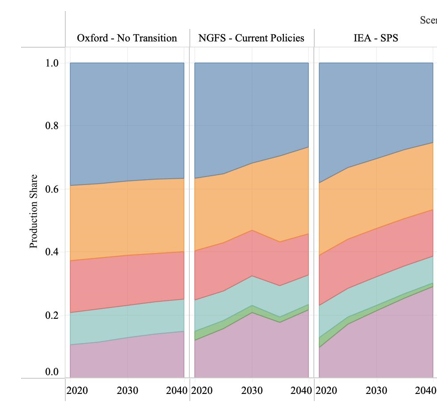 Scer
Oxford - No Transition NGFS - Current Policies IEA - SPS
1.0
0.8
0.6
Production Share
0.4
0.2
0.0
2020 2030 2040 2020 2030 2040 2020 2030 2040